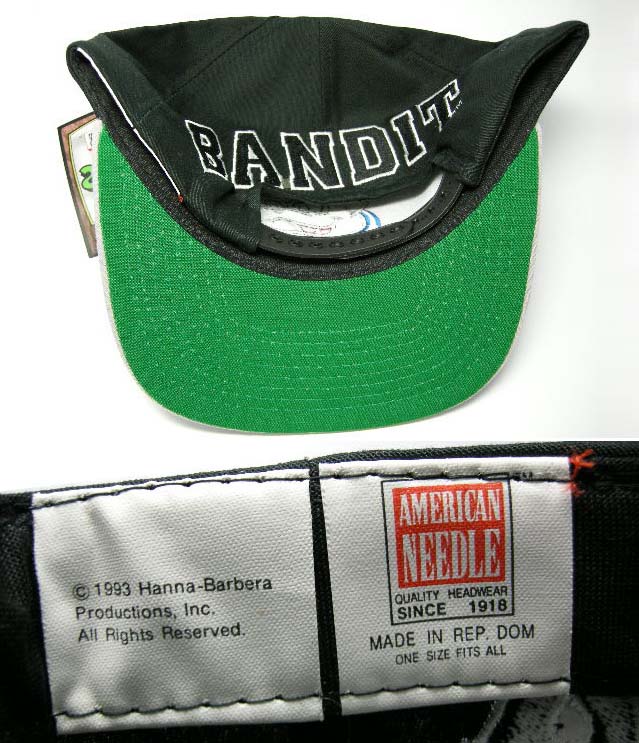 BANDIT
© 1993 Hanna-Barbera
Productions, Inc.
All Rights Reserved.
AMERICAN
NEEDLE
QUALITY HEADWEAR
SINCE 1918
MADE IN REP. DOM
ONE SIZE FITS ALL